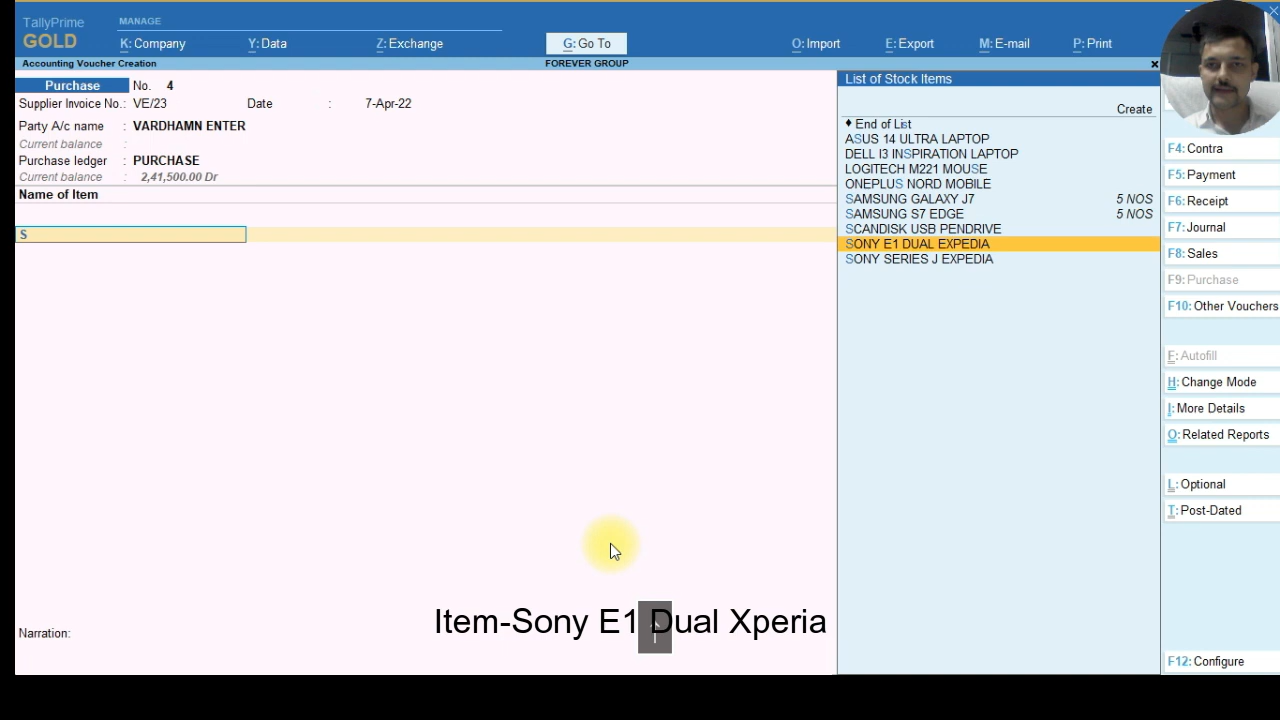 TallyPrime
GOLD
MANAGE
K: Company
Y: Data
Z: Exchange
G: Go To
O: Import
E: Export
M: E-mail
P: Print
Accounting Voucher Creation
FOREVER GROUP
Purchase No. 4
Supplier Invoice No.: VE/23 Date : 7-Apr-22
Party A/c name : VARDHAMN ENTER
Current balance :
Purchase ledger : PURCHASE
Current balance : 2,41,500.00 Dr
Name of Item
S
Narration:
List of Stock Items
Create
♦ End of List
ASUS 14 ULTRA LAPTOP
DELL I3 INSPIRATION LAPTOP
LOGITECH M221 MOUSE
ONEPLUS NORD MOBILE
SAMSUNG GALAXY J7 5 NOS
SAMSUNG S7 EDGE 5 NOS
SCANDISK USB PENDRIVE
SONY E1 DUAL EXPEDIA
SONY SERIES J EXPEDIA
F4: Contra
F5: Payment
F6: Receipt
F7: Journal
F8: Sales
F9: Purchase
F10: Other Vouchers
F: Autofill
H: Change Mode
I: More Details
O: Related Reports
L: Optional
T: Post-Dated
F12: Configure
Item-Sony E1 Dual Xperia